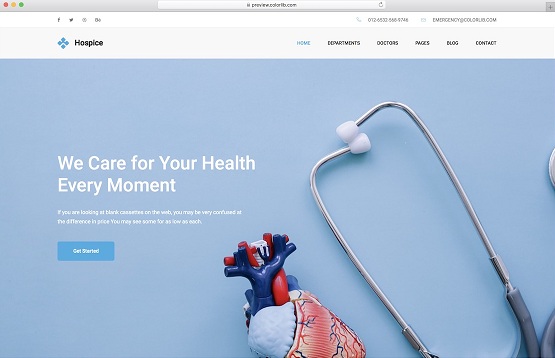 preview.colorlib.com
012-6532-568-9746
EMERGENCY@COLORLIB.COM
Hospice
HOME DEPARTMENTS DOCTORS PAGES BLOG CONTACT
We Care for Your Health
Every Moment
If you are looking at blank cassettes on the web, you may be very confused at
the difference in price You may see some for as low as each.
Get Started